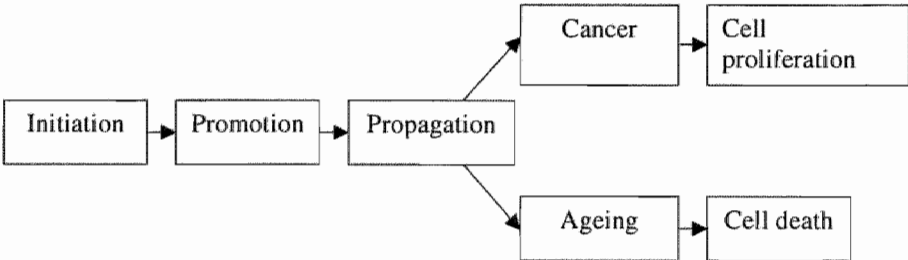 Cancer
Cell
proliferation
Initiation
Promotion
Propagation
Ageing
Cell death